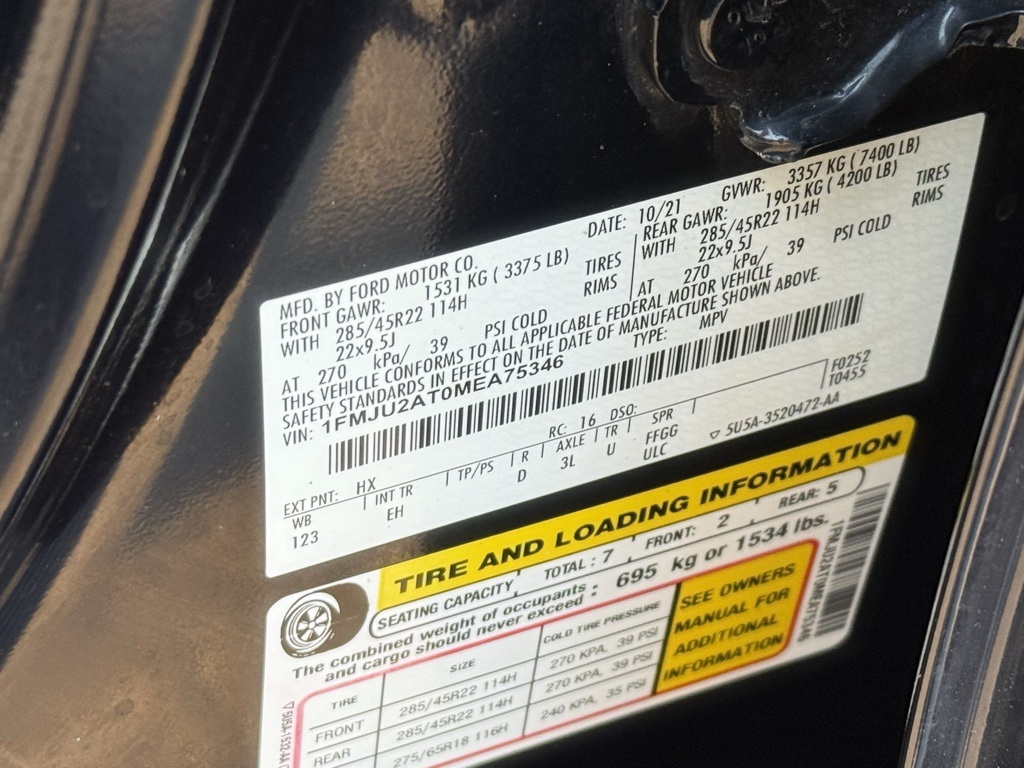 MFD. BY FORD MOTOR CO.
DATE: 10/21
GVWR: 3357 KG ( 7400 LB)
FRONT GAWR: 1531 KG ( 3375 LB)
REAR GAWR: 1905 KG ( 4200 LB)
WITH 285/45R22 114H TIRES
WITH 285/45R22 114H TIRES
22x9.5J RIMS
22x9.5J RIMS
AT 270 kPa/ 39 PSI COLD
AT 270 kPa/ 39 PSI COLD
THIS VEHICLE CONFORMS TO ALL APPLICABLE FEDERAL MOTOR VEHICLE
SAFETY STANDARDS IN EFFECT ON THE DATE OF MANUFACTURE SHOWN ABOVE.
VIN: 1FMJU2AT0MEA75346
TYPE: MPV
F0252
T0455
EXT PNT: HX RC: 16 DSO:
WB INT TR TP/PS R AXLE TR SPR
123 EH D 3L U FFGG
ULC
▽ 5U5A-3520472-AA
TIRE AND LOADING INFORMATION
SEATING CAPACITY TOTAL : 7 FRONT: 2 REAR: 5
The combined weight of occupants and cargo should never exceed : 695 kg or 1534 lbs.
TIRE SIZE COLD TIRE PRESSURE
FRONT 285/45R22 114H 270 KPA, 39 PSI
REAR 285/45R22 114H 270 KPA, 39 PSI
275/65R18 116H 240 KPA, 35 PSI
SEE OWNERS
MANUAL FOR
ADDITIONAL
INFORMATION
1FMJU2AT0MEA75346